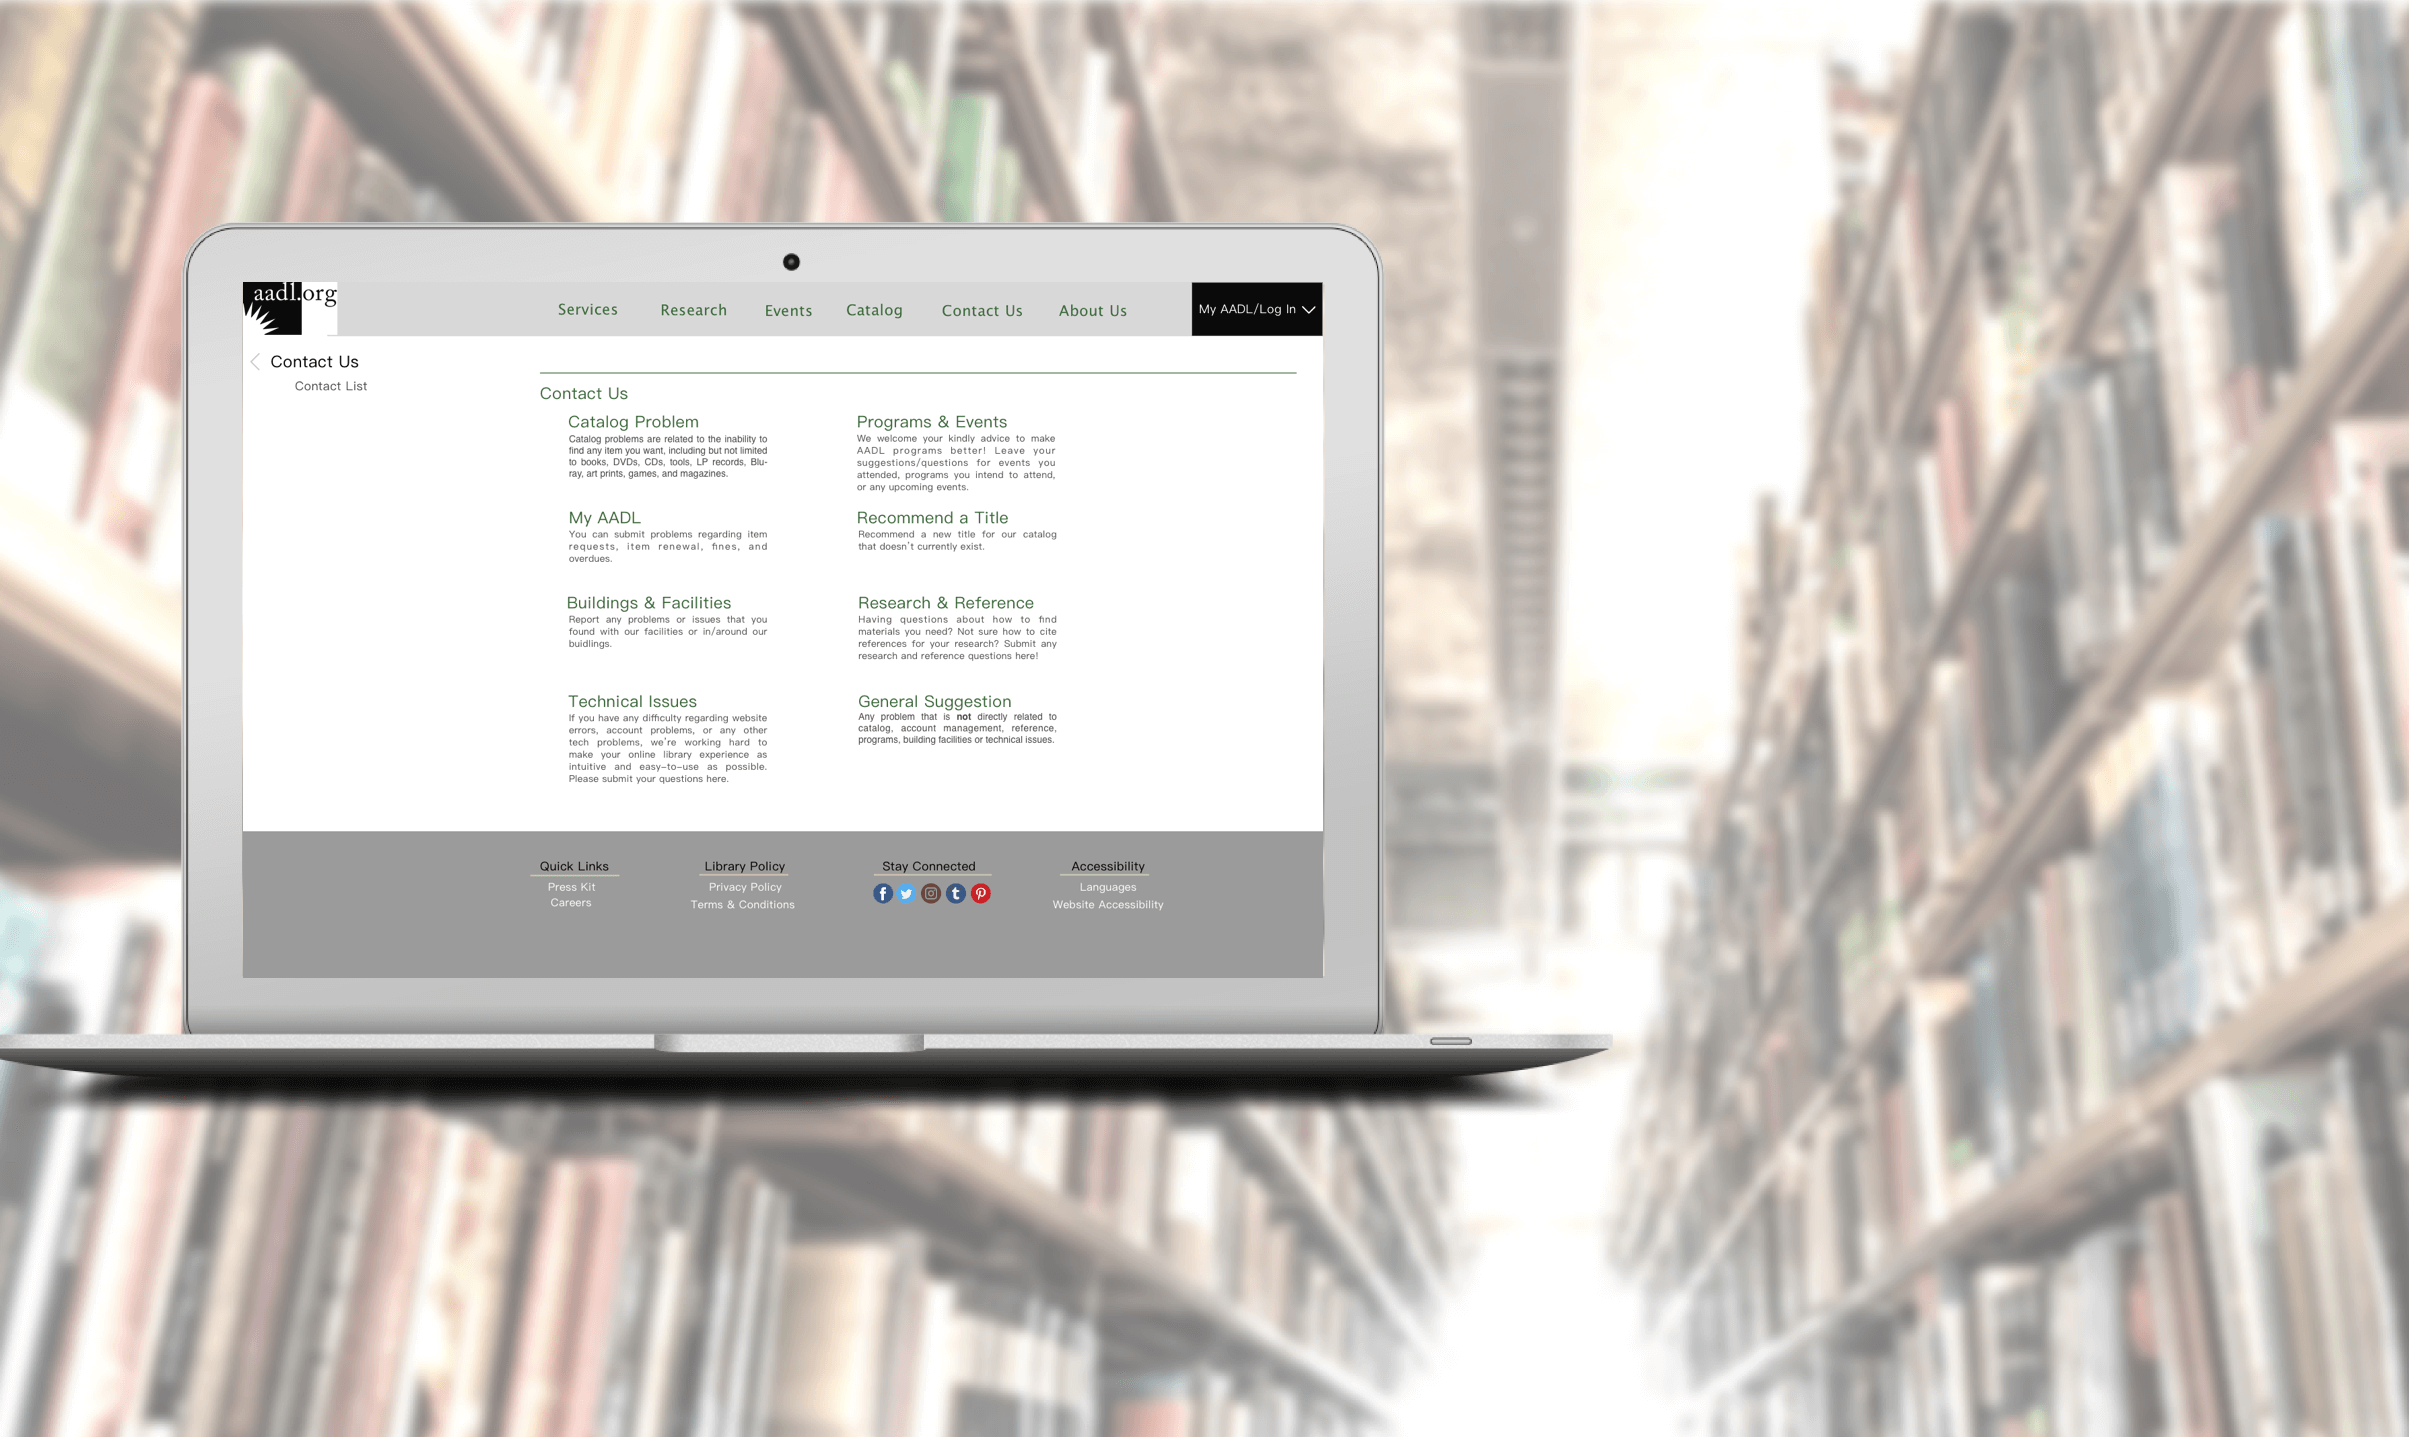 aadl.org
Services Research Events Catalog Contact Us About Us
My AADL/Log In
Contact Us
Contact List
Contact Us
Catalog Problem
Catalog problems are related to the inability to
find any item you want, including but not limited
to books, DVDs, CDs, tools, LP records, Blu-
ray, art prints, games, and magazines.
Programs & Events
We welcome your kindly advice to make
AADL programs better! Leave your
suggestions/questions for events you
attended, programs you intend to attend,
or any upcoming events.
My AADL
You can submit problems regarding item
requests, item renewal, fines, and
overdues.
Recommend a Title
Recommend a new title for our catalog
that doesn't currently exist.
Buildings & Facilities
Report any problems or issues that you
found with our facilities or in/around our
buidlings.
Research & Reference
Having questions about how to find
materials you need? Not sure how to cite
references for your research? Submit any
research and reference questions here!
Technical Issues
If you have any difficulty regarding website
errors, account problems, or any other
tech problems, we're working hard to
make your online library experience as
intuitive and easy-to-use as possible.
Please submit your questions here.
General Suggestion
Any problem that is not directly related to
catalog, account management, reference,
programs, building facilities or technical issues.
Quick Links
Press Kit
Careers
Library Policy
Privacy Policy
Terms & Conditions
Stay Connected
Accessibility
Languages
Website Accessibility